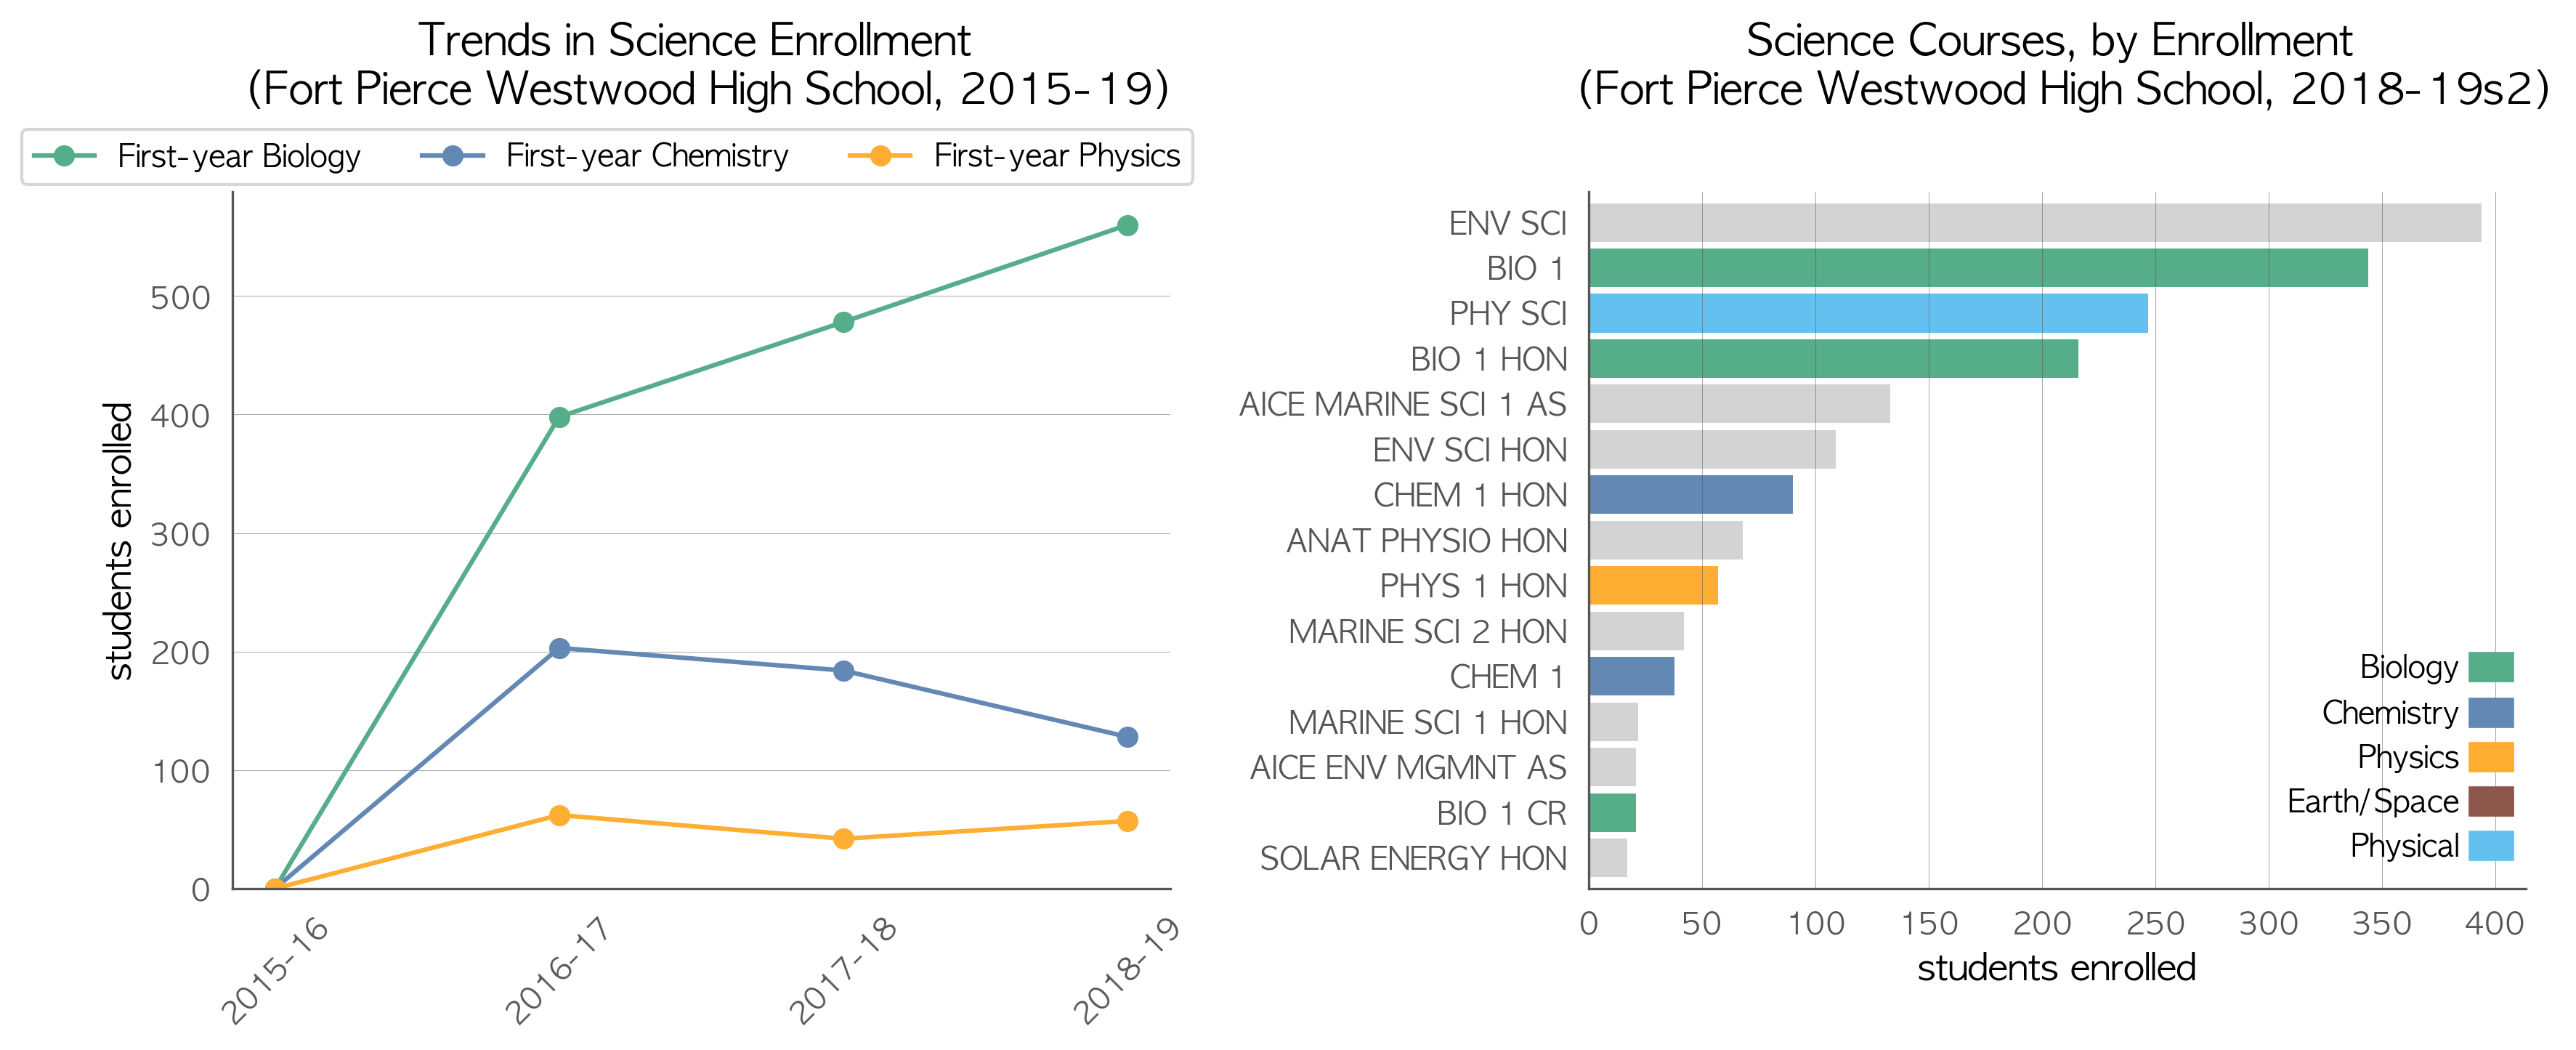 Trends in Science Enrollment
(Fort Pierce Westwood High School, 2015-19)
First-year Biology
First-year Chemistry
First-year Physics
students enrolled
500
400
300
200
100
0
2015-16
2016-17
2017-18
2018-19
Science Courses, by Enrollment
(Fort Pierce Westwood High School, 2018-19s2)
ENV SCI
BIO 1
PHY SCI
BIO 1 HON
AICE MARINE SCI 1 AS
ENV SCI HON
CHEM 1 HON
ANAT PHYSIO HON
PHYS 1 HON
MARINE SCI 2 HON
CHEM 1
MARINE SCI 1 HON
AICE ENV MGMNT AS
BIO 1 CR
SOLAR ENERGY HON
Biology
Chemistry
Physics
Earth/Space
Physical
0 50 100 150 200 250 300 350 400
students enrolled